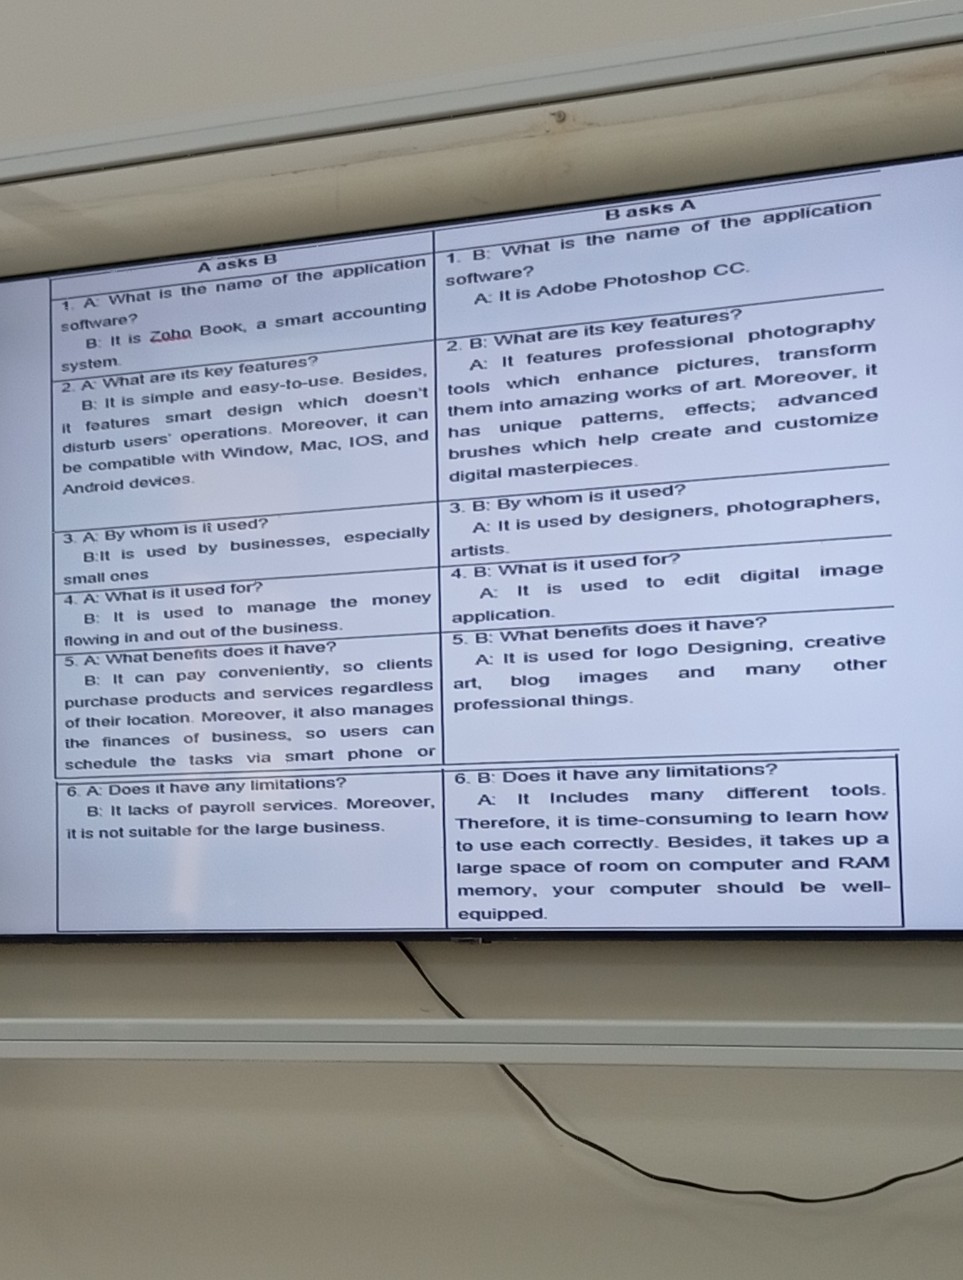 A asks B
1. A: What is the name of the application
software?
B: It is Zoho Book, a smart accounting
system.
2. A: What are its key features?
B: It is simple and easy-to-use. Besides,
it features smart design which doesn't
disturb users' operations. Moreover, it can
be compatible with Window, Mac, IOS, and
Android devices.
3. A: By whom is it used?
B:It is used by businesses, especially
small ones
4. A: What is it used for?
B: It is used to manage the money
flowing in and out of the business.
5. A: What benefits does it have?
B: It can pay conveniently, so clients
purchase products and services regardless
of their location. Moreover, it also manages
the finances of business, so users can
schedule the tasks via smart phone or
6. A: Does it have any limitations?
B: It lacks of payroll services. Moreover,
it is not suitable for the large business.
B asks A
1. B: What is the name of the application
software?
A: It is Adobe Photoshop CC.
2. B: What are its key features?
A: It features professional photography
tools which enhance pictures, transform
them into amazing works of art. Moreover, it
has unique patterns, effects; advanced
brushes which help create and customize
digital masterpieces.
3. B: By whom is it used?
A: It is used by designers, photographers,
artists.
4. B: What is it used for?
A: It is used to edit digital image
application.
5. B: What benefits does it have?
A: It is used for logo Designing, creative
art, blog images and many other
professional things.
6. B: Does it have any limitations?
A: It Includes many different tools.
Therefore, it is time-consuming to learn how
to use each correctly. Besides, it takes up a
large space of room on computer and RAM
memory, your computer should be well-
equipped.